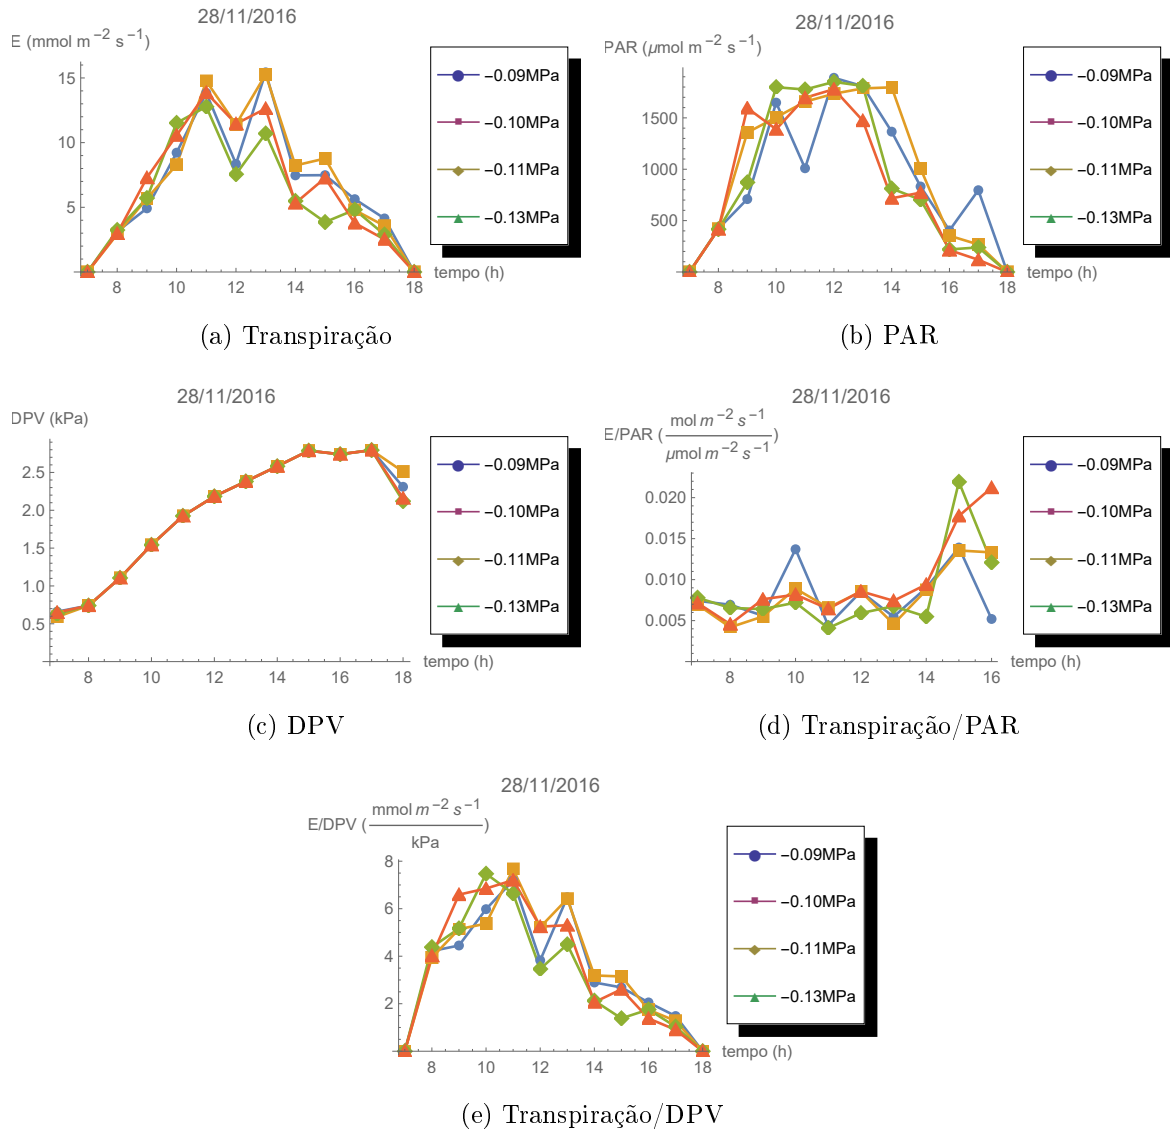 28/11/2016
E (mmol m⁻² s⁻¹)
15
10
5
8 10 12 14 16 18
tempo (h)
−0.09MPa
−0.10MPa
−0.11MPa
−0.13MPa
(a) Transpiração
28/11/2016
PAR (μmol m⁻² s⁻¹)
1500
1000
500
8 10 12 14 16 18
tempo (h)
−0.09MPa
−0.10MPa
−0.11MPa
−0.13MPa
(b) PAR
28/11/2016
DPV (kPa)
2.5
2.0
1.5
1.0
0.5
8 10 12 14 16 18
tempo (h)
−0.09MPa
−0.10MPa
−0.11MPa
−0.13MPa
(c) DPV
28/11/2016
E/PAR (mol m⁻² s⁻¹ / μmol m⁻² s⁻¹)
0.020
0.015
0.010
0.005
8 10 12 14 16
tempo (h)
−0.09MPa
−0.10MPa
−0.11MPa
−0.13MPa
(d) Transpiração/PAR
28/11/2016
E/DPV (mmol m⁻² s⁻¹ / kPa)
8
6
4
2
8 10 12 14 16 18
tempo (h)
−0.09MPa
−0.10MPa
−0.11MPa
−0.13MPa
(e) Transpiração/DPV